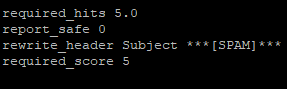 required_hits 5.0
report_safe 0
rewrite_header Subject ***[SPAM]***
required_score 5